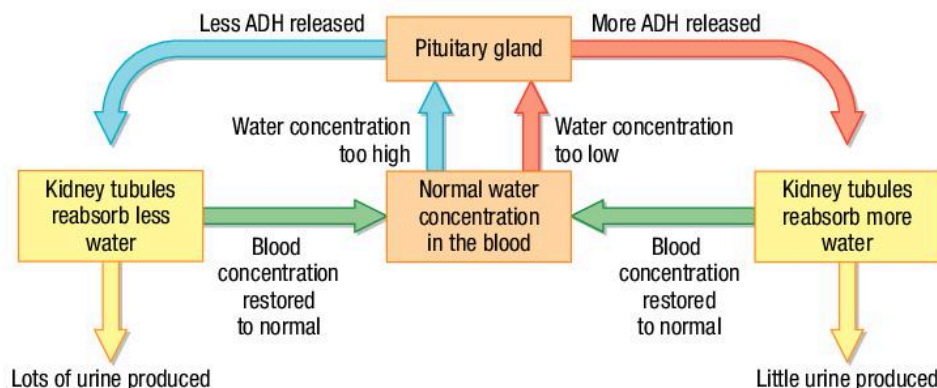 Less ADH released
Pituitary gland
More ADH released
Water concentration
too high
Water concentration
too low
Kidney tubules
reabsorb less
water
Normal water
concentration
in the blood
Kidney tubules
reabsorb more
water
Blood
concentration
restored
to normal
Blood
concentration
restored
to normal
Lots of urine produced
Little urine produced